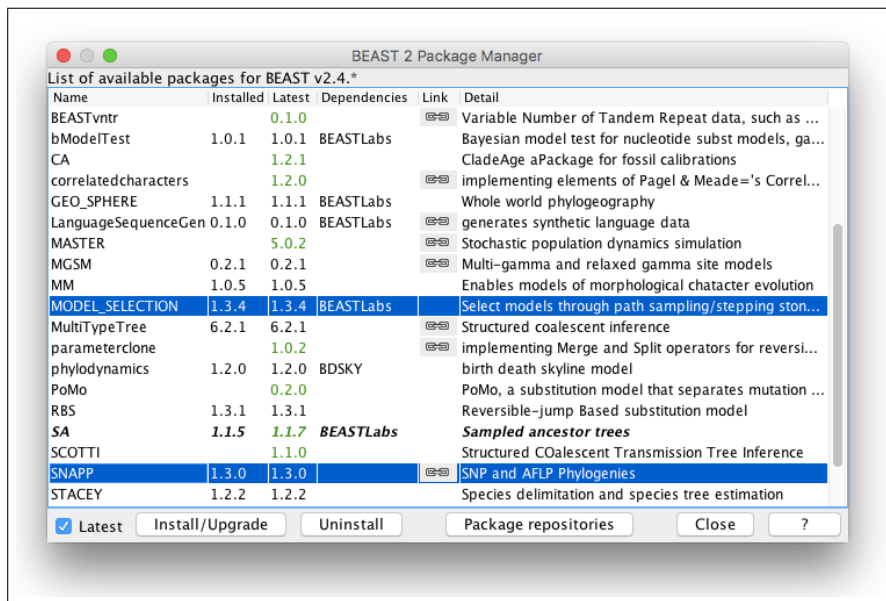 BEAST 2 Package Manager
List of available packages for BEAST v2.4.*
Name Installed Latest Dependencies Link Detail
BEASTvntr 0.1.0 Variable Number of Tandem Repeat data, such as ...
bModelTest 1.0.1 1.0.1 BEASTLabs Bayesian model test for nucleotide subst models, ga...
CA 1.2.1 CladeAge aPackage for fossil calibrations
correlatedcharacters 1.2.0 implementing elements of Pagel & Meade='s Correl...
GEO_SPHERE 1.1.1 1.1.1 BEASTLabs Whole world phylogeography
LanguageSequenceGen 0.1.0 0.1.0 BEASTLabs generates synthetic language data
MASTER 5.0.2 Stochastic population dynamics simulation
MGSM 0.2.1 0.2.1 Multi-gamma and relaxed gamma site models
MM 1.0.5 1.0.5 Enables models of morphological chatacter evolution
MODEL_SELECTION 1.3.4 1.3.4 BEASTLabs Select models through path sampling/stepping ston...
MultiTypeTree 6.2.1 6.2.1 Structured coalescent inference
parameterclone 1.0.2 implementing Merge and Split operators for reversi...
phylodynamics 1.2.0 1.2.0 BDSKY birth death skyline model
PoMo 0.2.0 PoMo, a substitution model that separates mutation ...
RBS 1.3.1 1.3.1 Reversible-jump Based substitution model
SA 1.1.5 1.1.7 BEASTLabs Sampled ancestor trees
SCOTTI 1.1.0 Structured COalescent Transmission Tree Inference
SNAPP 1.3.0 1.3.0 SNP and AFLP Phylogenies
STACEY 1.2.2 1.2.2 Species delimitation and species tree estimation
Latest Install/Upgrade Uninstall Package repositories Close ?